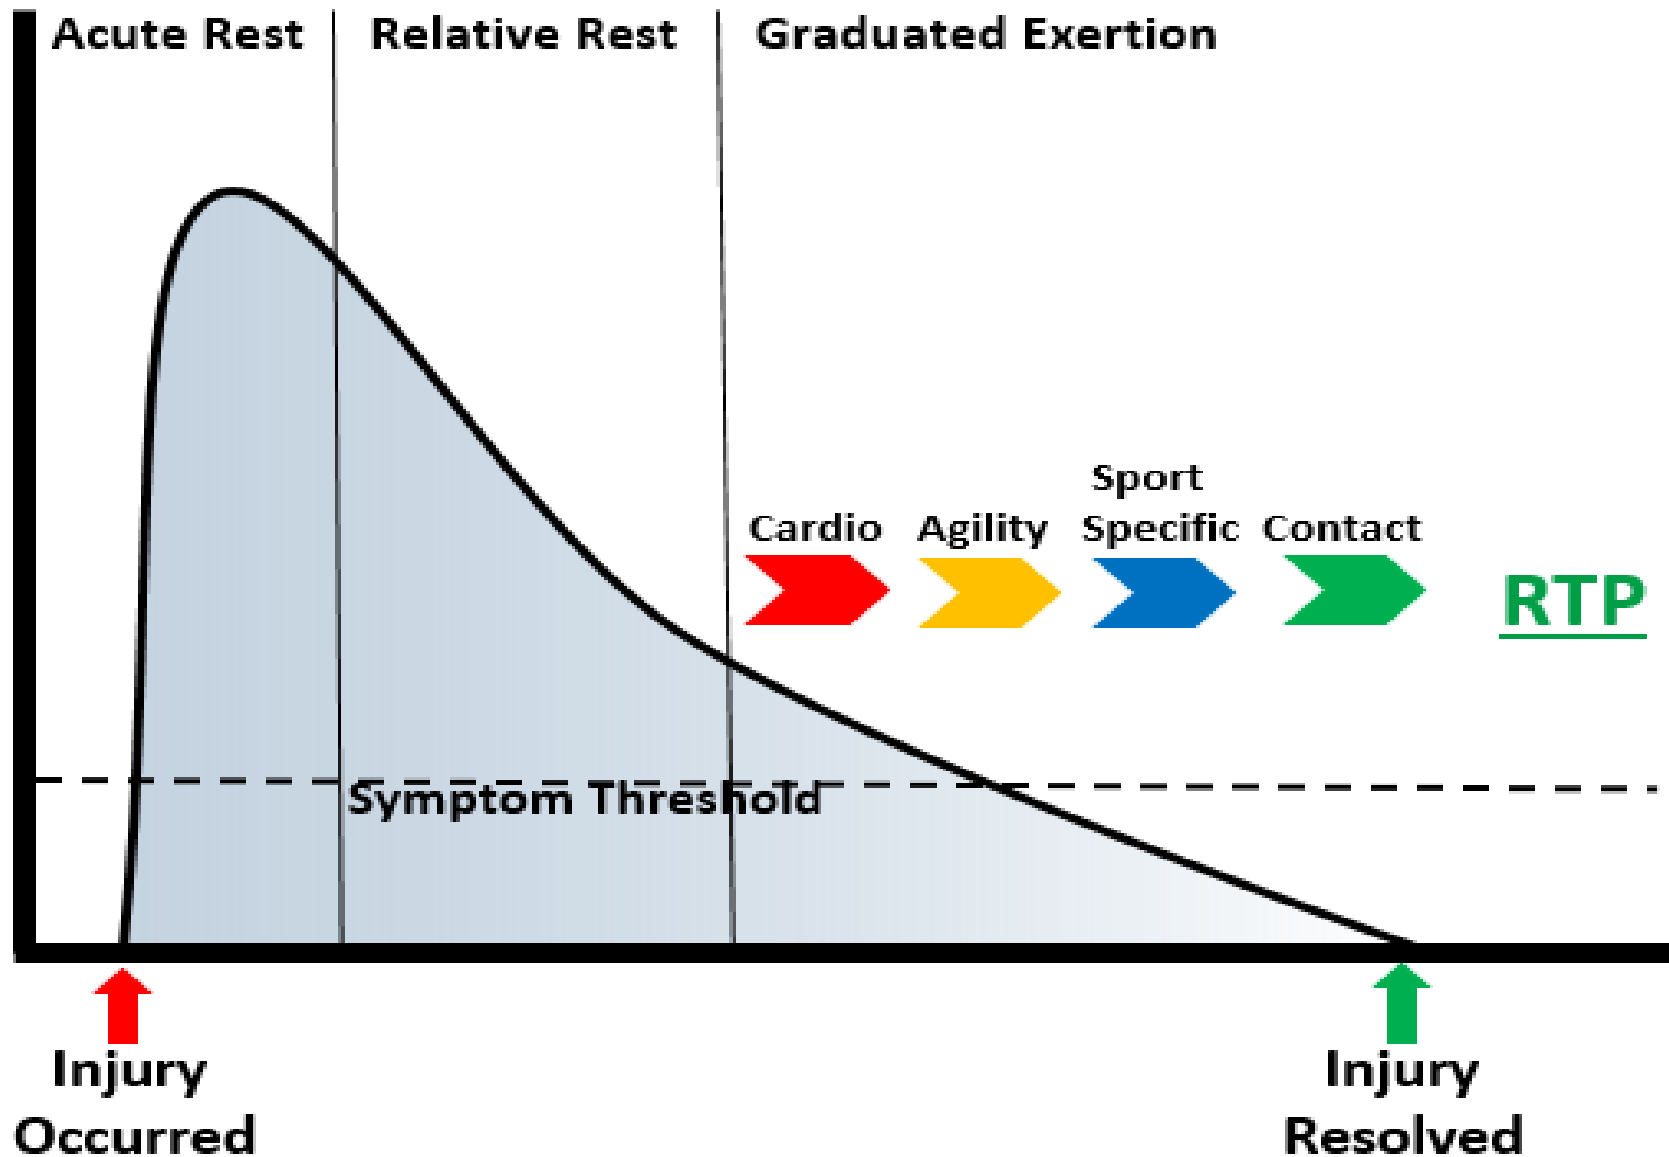 Acute Rest
Relative Rest
Graduated Exertion
Sport
Cardio
Agility
Specific
Contact
RTP
Symptom Threshold
Injury
Occurred
Injury
Resolved